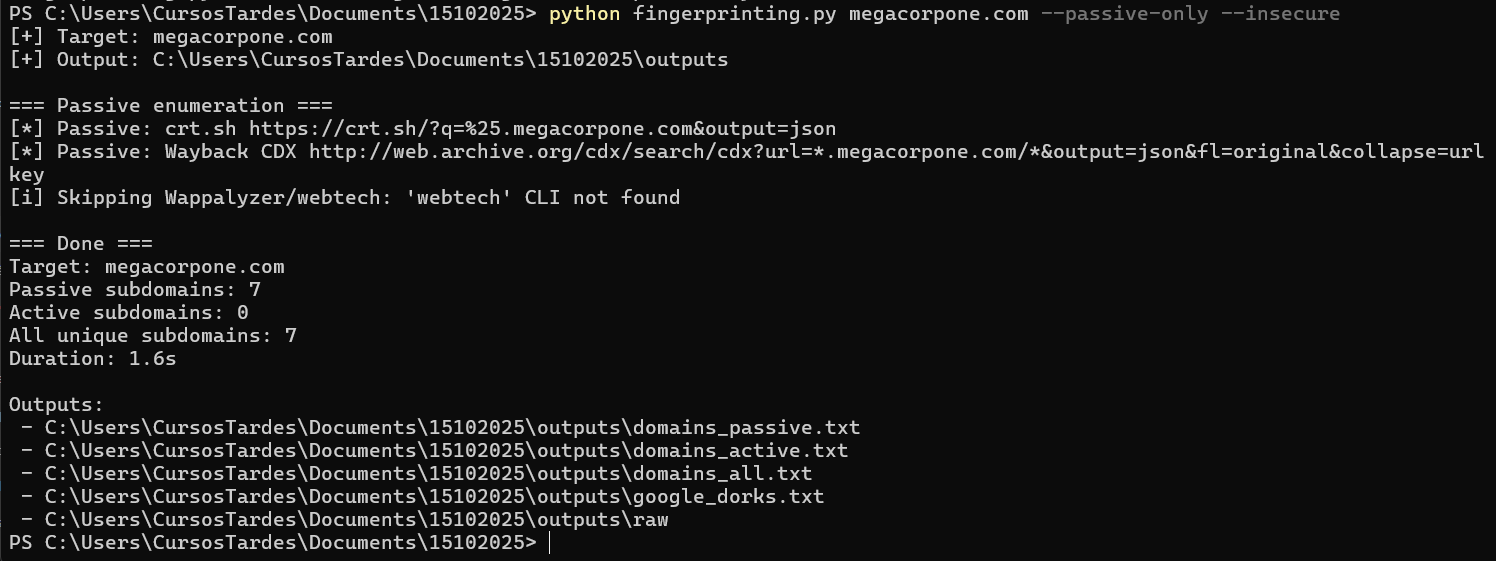 PS C:\Users\CursosTardes\Documents\15102025> python fingerprinting.py megacorpone.com --passive-only --insecure
[+] Target: megacorpone.com
[+] Output: C:\Users\CursosTardes\Documents\15102025\outputs
=== Passive enumeration ===
[*] Passive: crt.sh https://crt.sh/?q=%25.megacorpone.com&output=json
[*] Passive: Wayback CDX http://web.archive.org/cdx/search/cdx?url=*.megacorpone.com/*&output=json&fl=original&collapse=url
key
[i] Skipping Wappalyzer/webtech: 'webtech' CLI not found
=== Done ===
Target: megacorpone.com
Passive subdomains: 7
Active subdomains: 0
All unique subdomains: 7
Duration: 1.6s
Outputs:
 - C:\Users\CursosTardes\Documents\15102025\outputs\domains_passive.txt
 - C:\Users\CursosTardes\Documents\15102025\outputs\domains_active.txt
 - C:\Users\CursosTardes\Documents\15102025\outputs\domains_all.txt
 - C:\Users\CursosTardes\Documents\15102025\outputs\google_dorks.txt
 - C:\Users\CursosTardes\Documents\15102025\outputs\raw
PS C:\Users\CursosTardes\Documents\15102025>